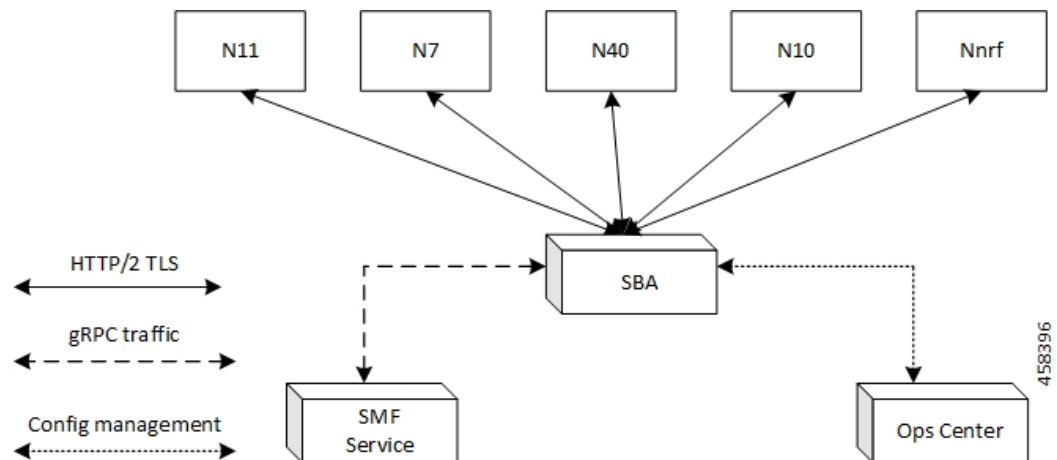 N11
N7
N40
N10
Nnrf
SBA
HTTP/2 TLS
gRPC traffic
Config management
SMF
Service
Ops Center
458396